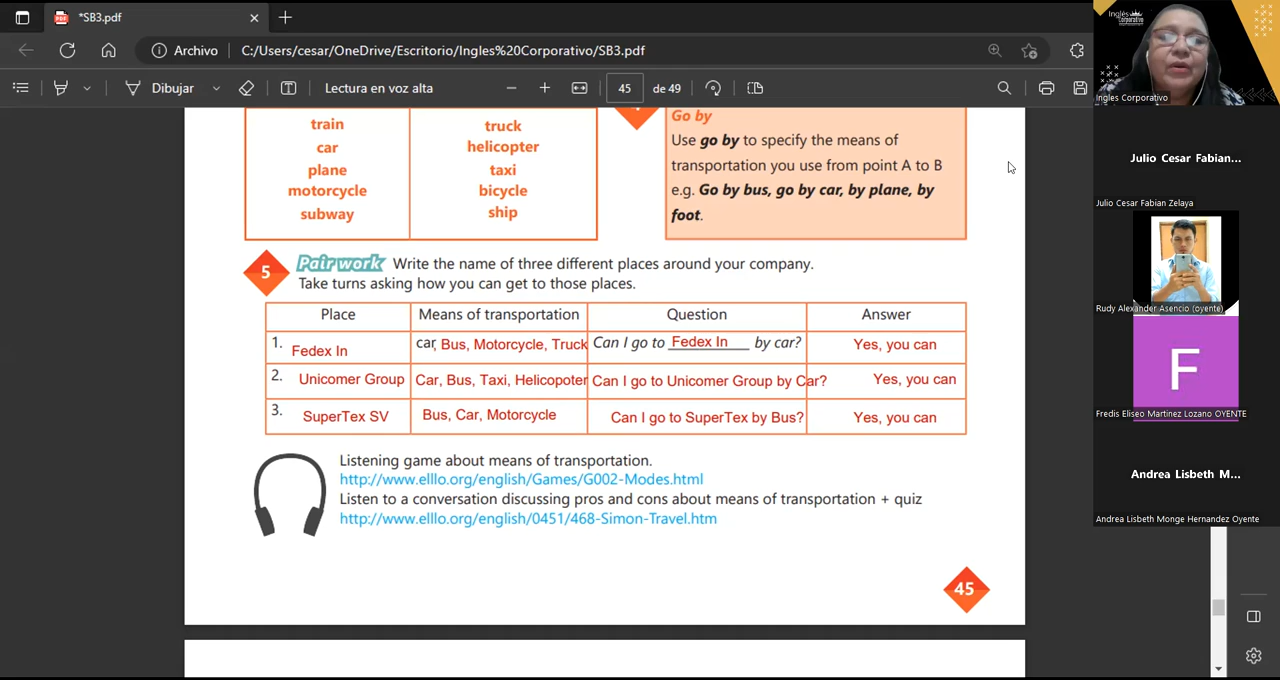 *SB3.pdf
Archivo C:/Users/cesar/OneDrive/Escritorio/Ingles%20Corporativo/SB3.pdf
Dibujar Lectura en voz alta 45 de 49
train truck
car helicopter
plane taxi
motorcycle bicycle
subway ship
Go by
Use go by to specify the means of
transportation you use from point A to B
e.g. Go by bus, go by car, by plane, by
foot.
5 Pair work Write the name of three different places around your company.
Take turns asking how you can get to those places.
Place Means of transportation Question Answer
1. Fedex In car, Bus, Motorcycle, Truck Can I go to Fedex In by car? Yes, you can
2. Unicomer Group Car, Bus, Taxi, Helicopoter Can I go to Unicomer Group by Car? Yes, you can
3. SuperTex SV Bus, Car, Motorcycle Can I go to SuperTex by Bus? Yes, you can
Listening game about means of transportation.
http://www.elllo.org/english/Games/G002-Modes.html
Listen to a conversation discussing pros and cons about means of transportation + quiz
http://www.elllo.org/english/0451/468-Simon-Travel.htm
45
Inglés
Corporativo
Ingles Corporativo
Julio Cesar Fabian...
Julio Cesar Fabian Zelaya
Rudy Alexander Asencio (oyente)
F
Fredis Eliseo Martinez Lozano OYENTE
Andrea Lisbeth M...
Andrea Lisbeth Monge Hernandez Oyente